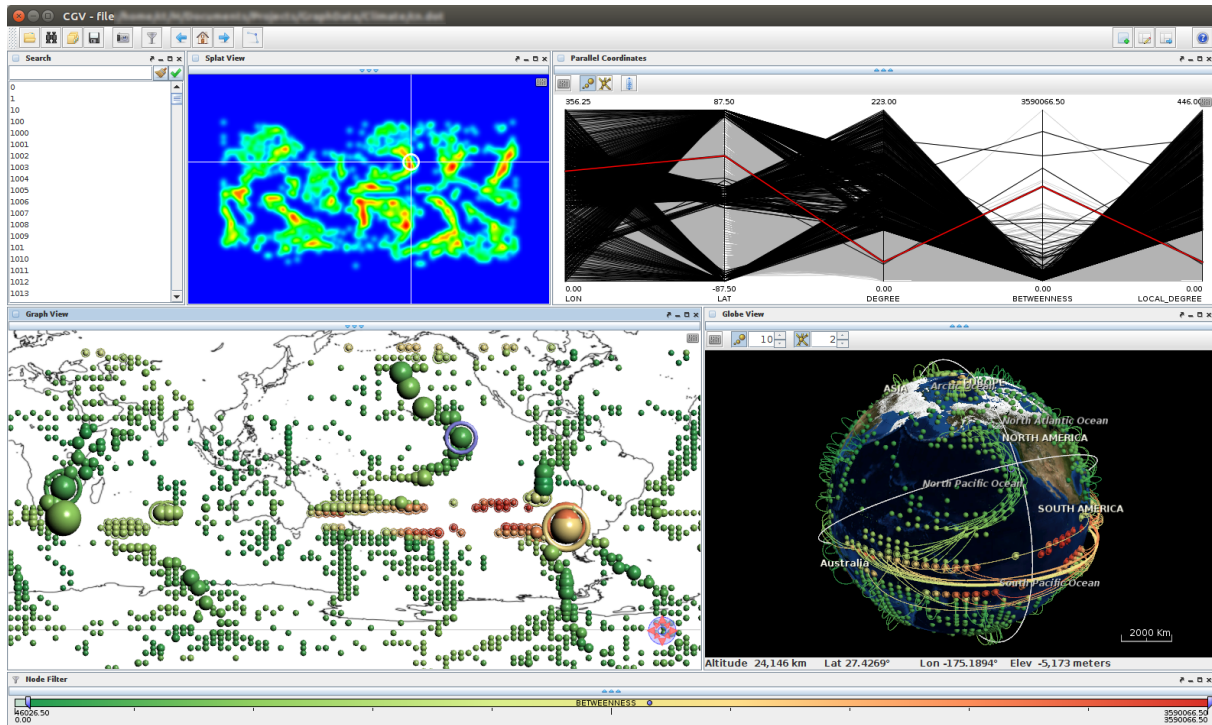 CGV - file
Search
Splat View
Parallel Coordinates
0
1
10
100
1000
1001
1002
1003
1004
1005
1006
1007
1008
1009
101
1010
1011
1012
1013
356.25 87.50 223.00 3590066.50 446.00
0.00 -87.50 0.00 0.00 0.00
LON LAT DEGREE BETWEENNESS LOCAL_DEGREE
Graph View
Globe View
10 2
ASIA
EUROPE
Arctic Ocean
North Atlantic Ocean
NORTH AMERICA
North Pacific Ocean
SOUTH AMERICA
Australia
South Pacific Ocean
2000 Km
Altitude 24,146 km Lat 27.4269° Lon -175.1894° Elev -5,173 meters
Node Filter
BETWEENNESS
46026.50 3590066.50
0.00 3590066.50